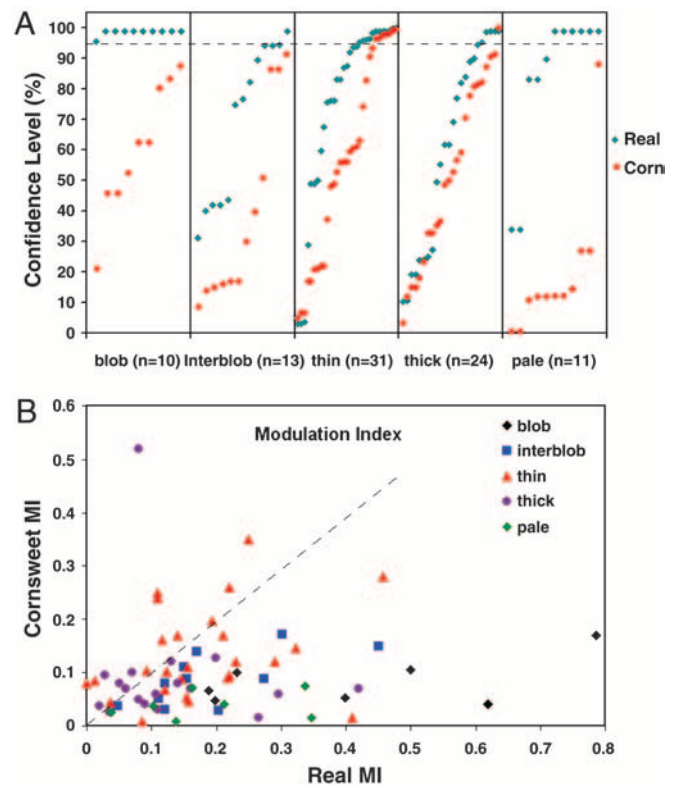 A
Confidence Level (%)
100
90
80
70
60
50
40
30
20
10
0
Real
Corn
blob (n=10) Interblob (n=13) thin (n=31) thick (n=24) pale (n=11)
B
Modulation Index
Cornsweet MI
0.6
0.5
0.4
0.3
0.2
0.1
0
blob
interblob
thin
thick
pale
0 0.1 0.2 0.3 0.4 0.5 0.6 0.7 0.8
Real MI